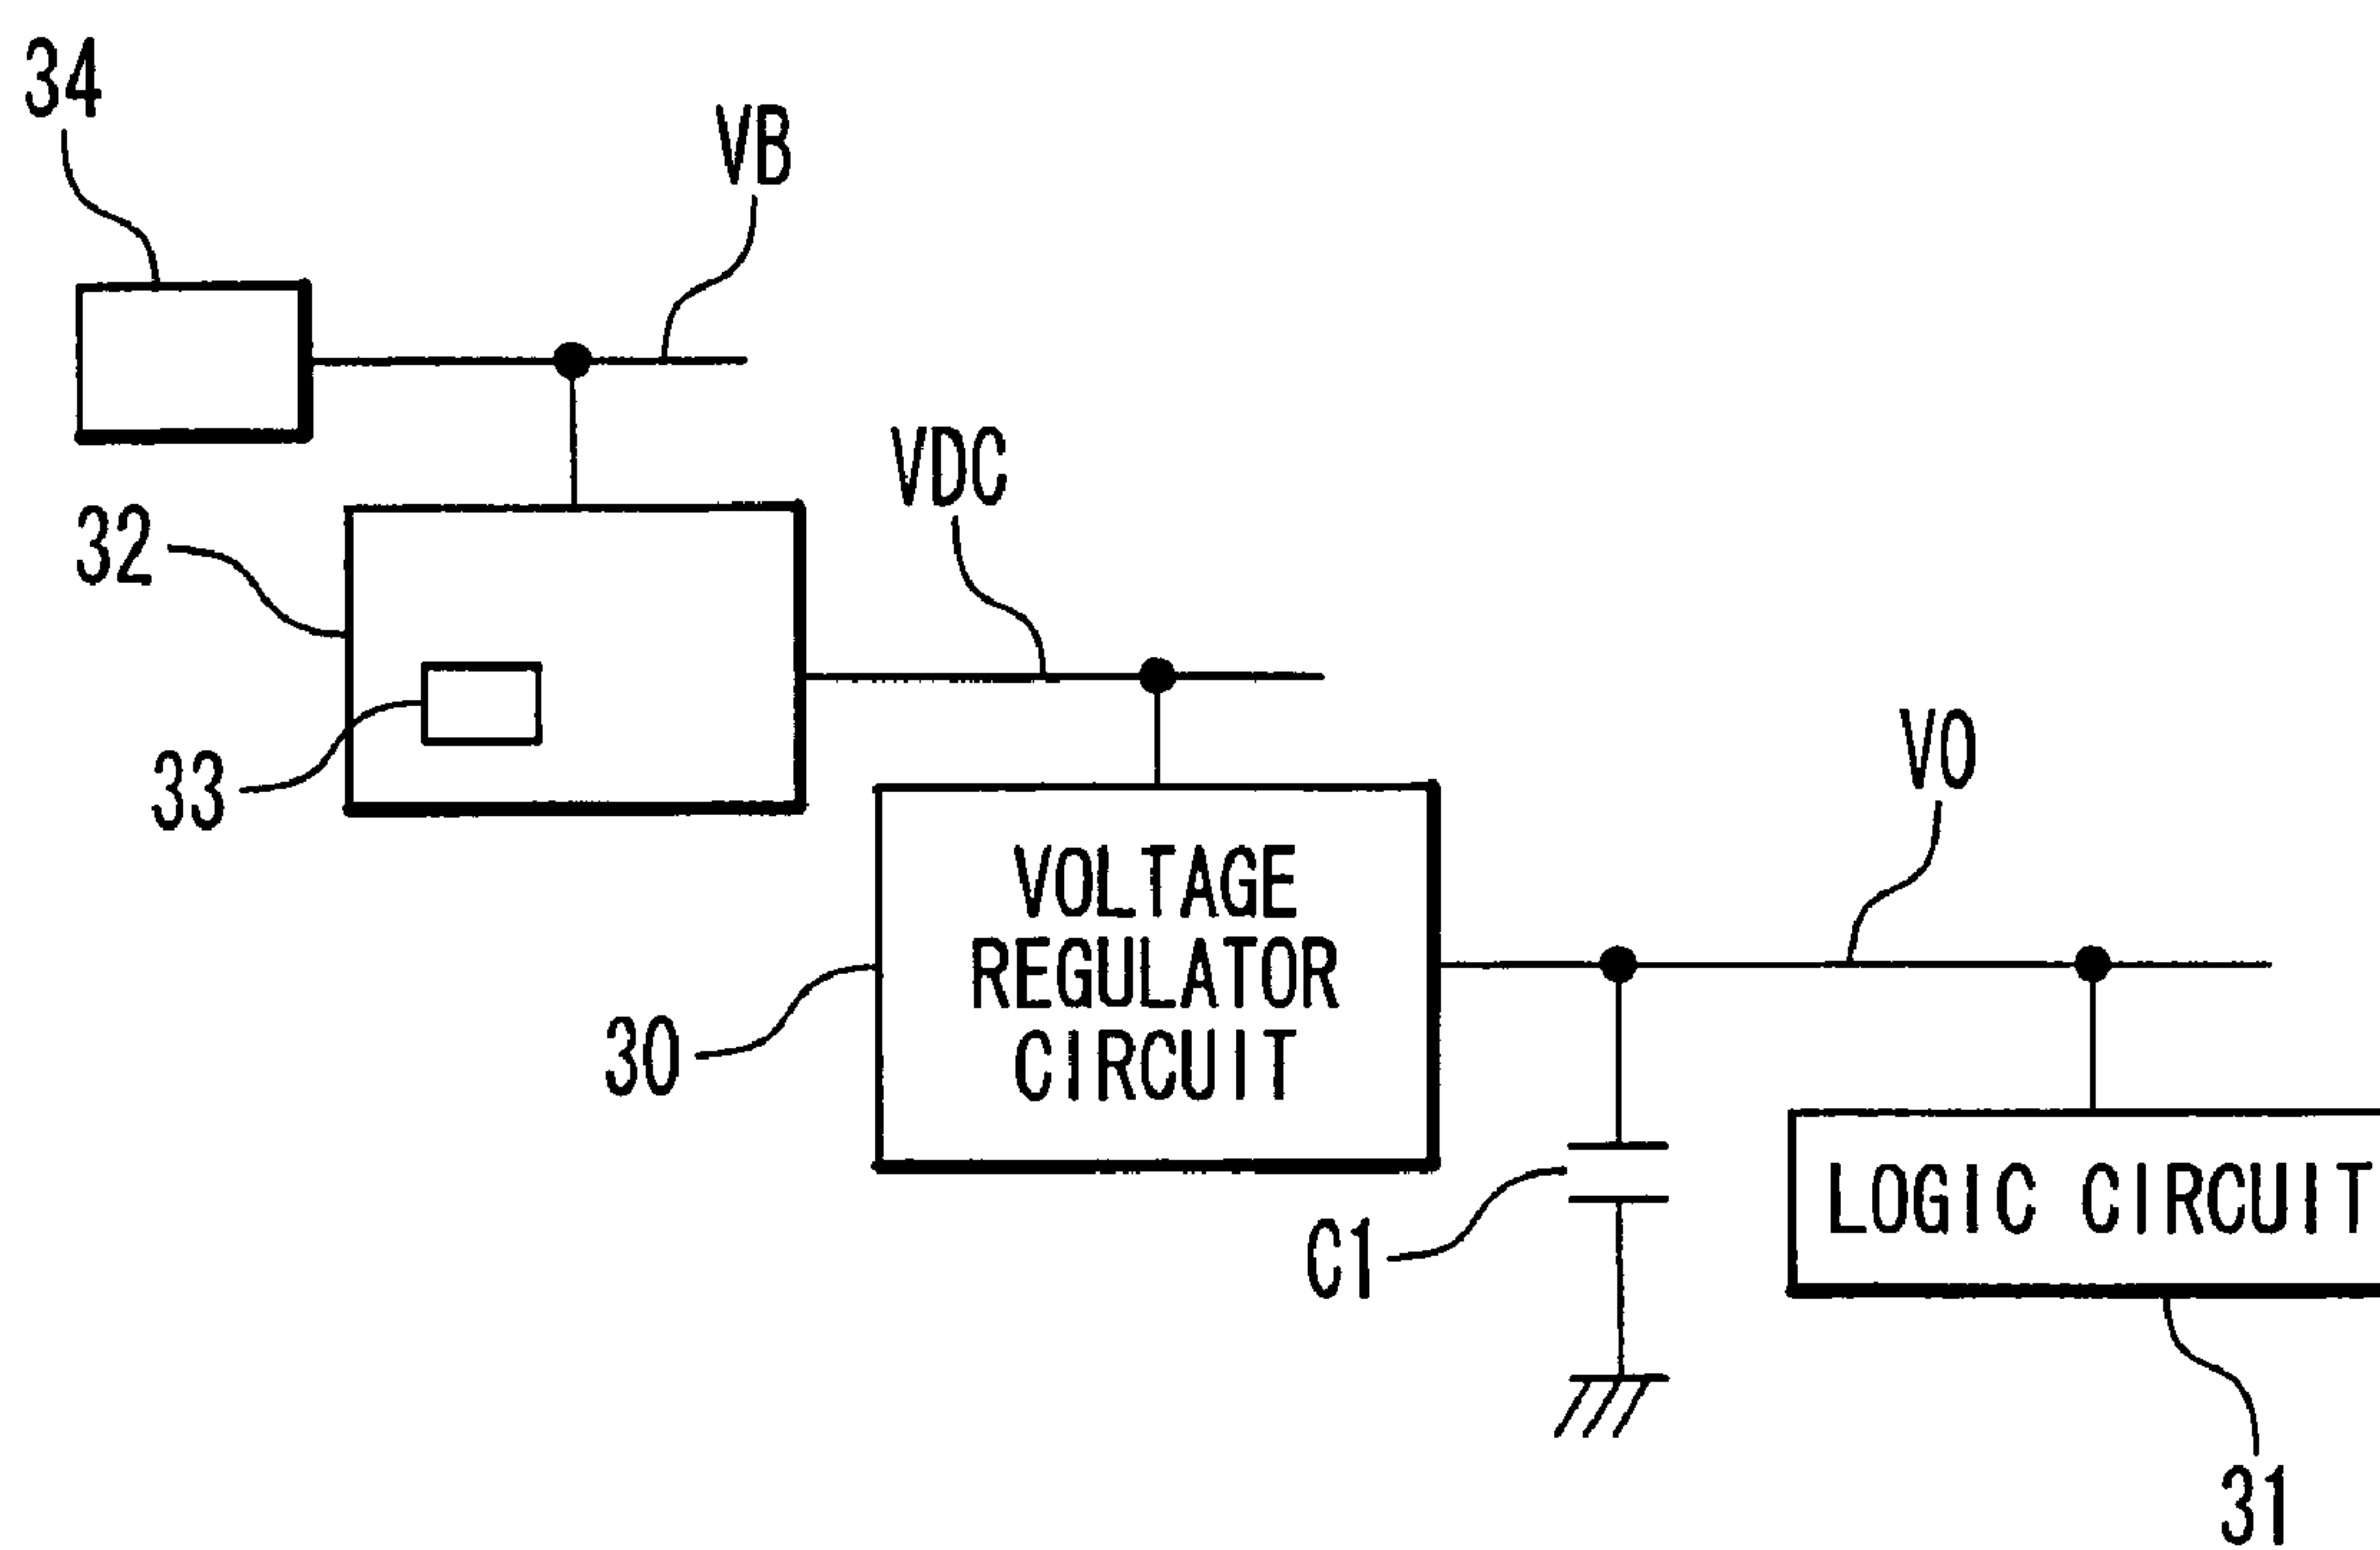 34
VB
32
VDC
33
VO
VOLTAGE
REGULATOR
CIRCUIT
30
LOGIC CIRCUIT
C1
31